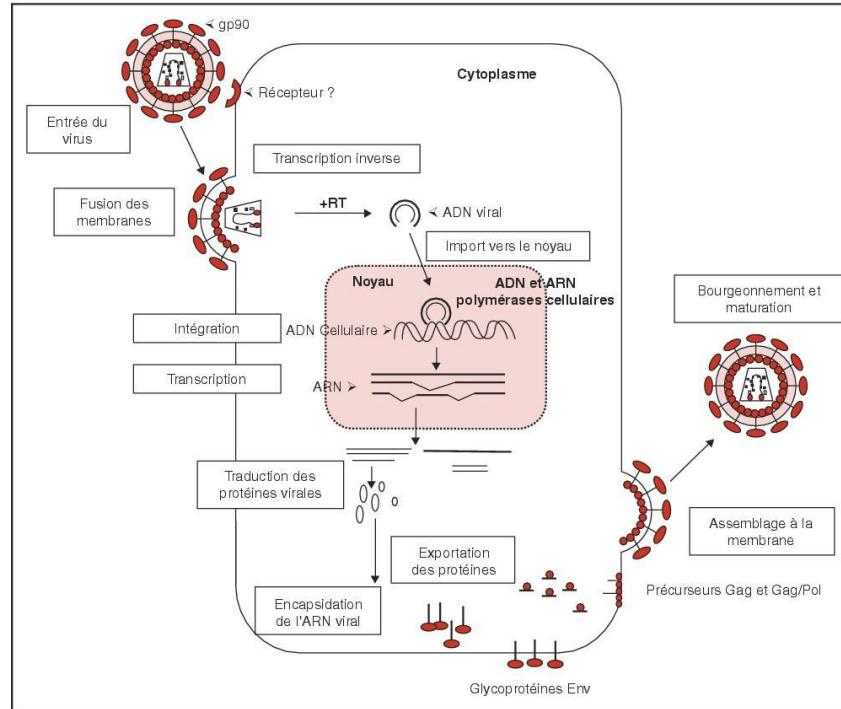 gp90
Cytoplasme
Récepteur ?
Entrée du
virus
Transcription inverse
Fusion des
membranes
+RT
ADN viral
Import vers le noyau
Noyau
ADN et ARN
polymérases cellulaires
Bourgeonnement et
maturation
Intégration
ADN Cellulaire
Transcription
ARN
Traduction des
protéines virales
Assemblage à la
membrane
Exportation
des protéines
Précurseurs Gag et Gag/Pol
Encapsidation
de l'ARN viral
Glycoprotéines Env